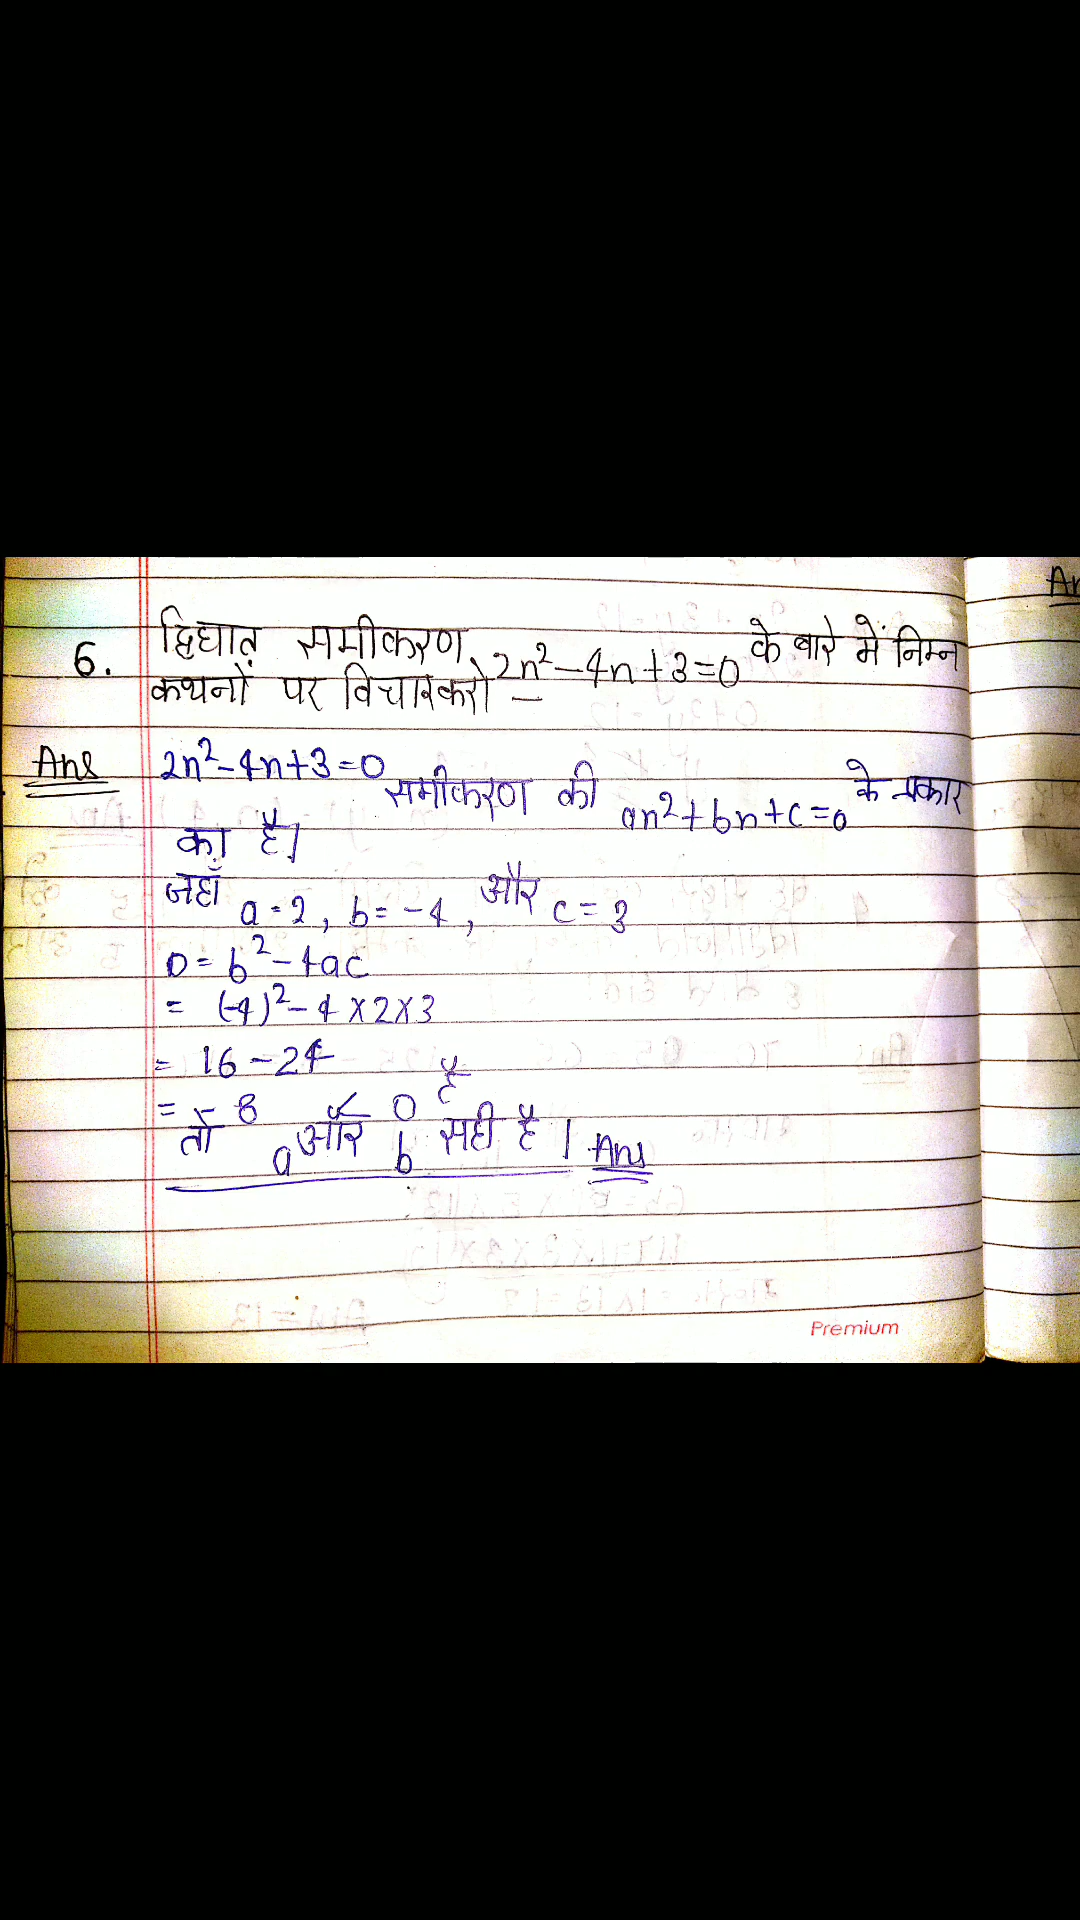 6. द्विघात समीकरण 2n²-4n+3=0 के बारे में निम्न
कथनों पर विचारकरो –
Ans 2n²-4n+3=0 समीकरण की an²+bn+c=0 के प्रकार
का है।
जहाँ a=2, b=-4, और c=3
D= b²-4ac
= (-4)²-4×2×3
= 16-24
= -8 < 0 है
तो a और b सही है। Ans
Premium
An